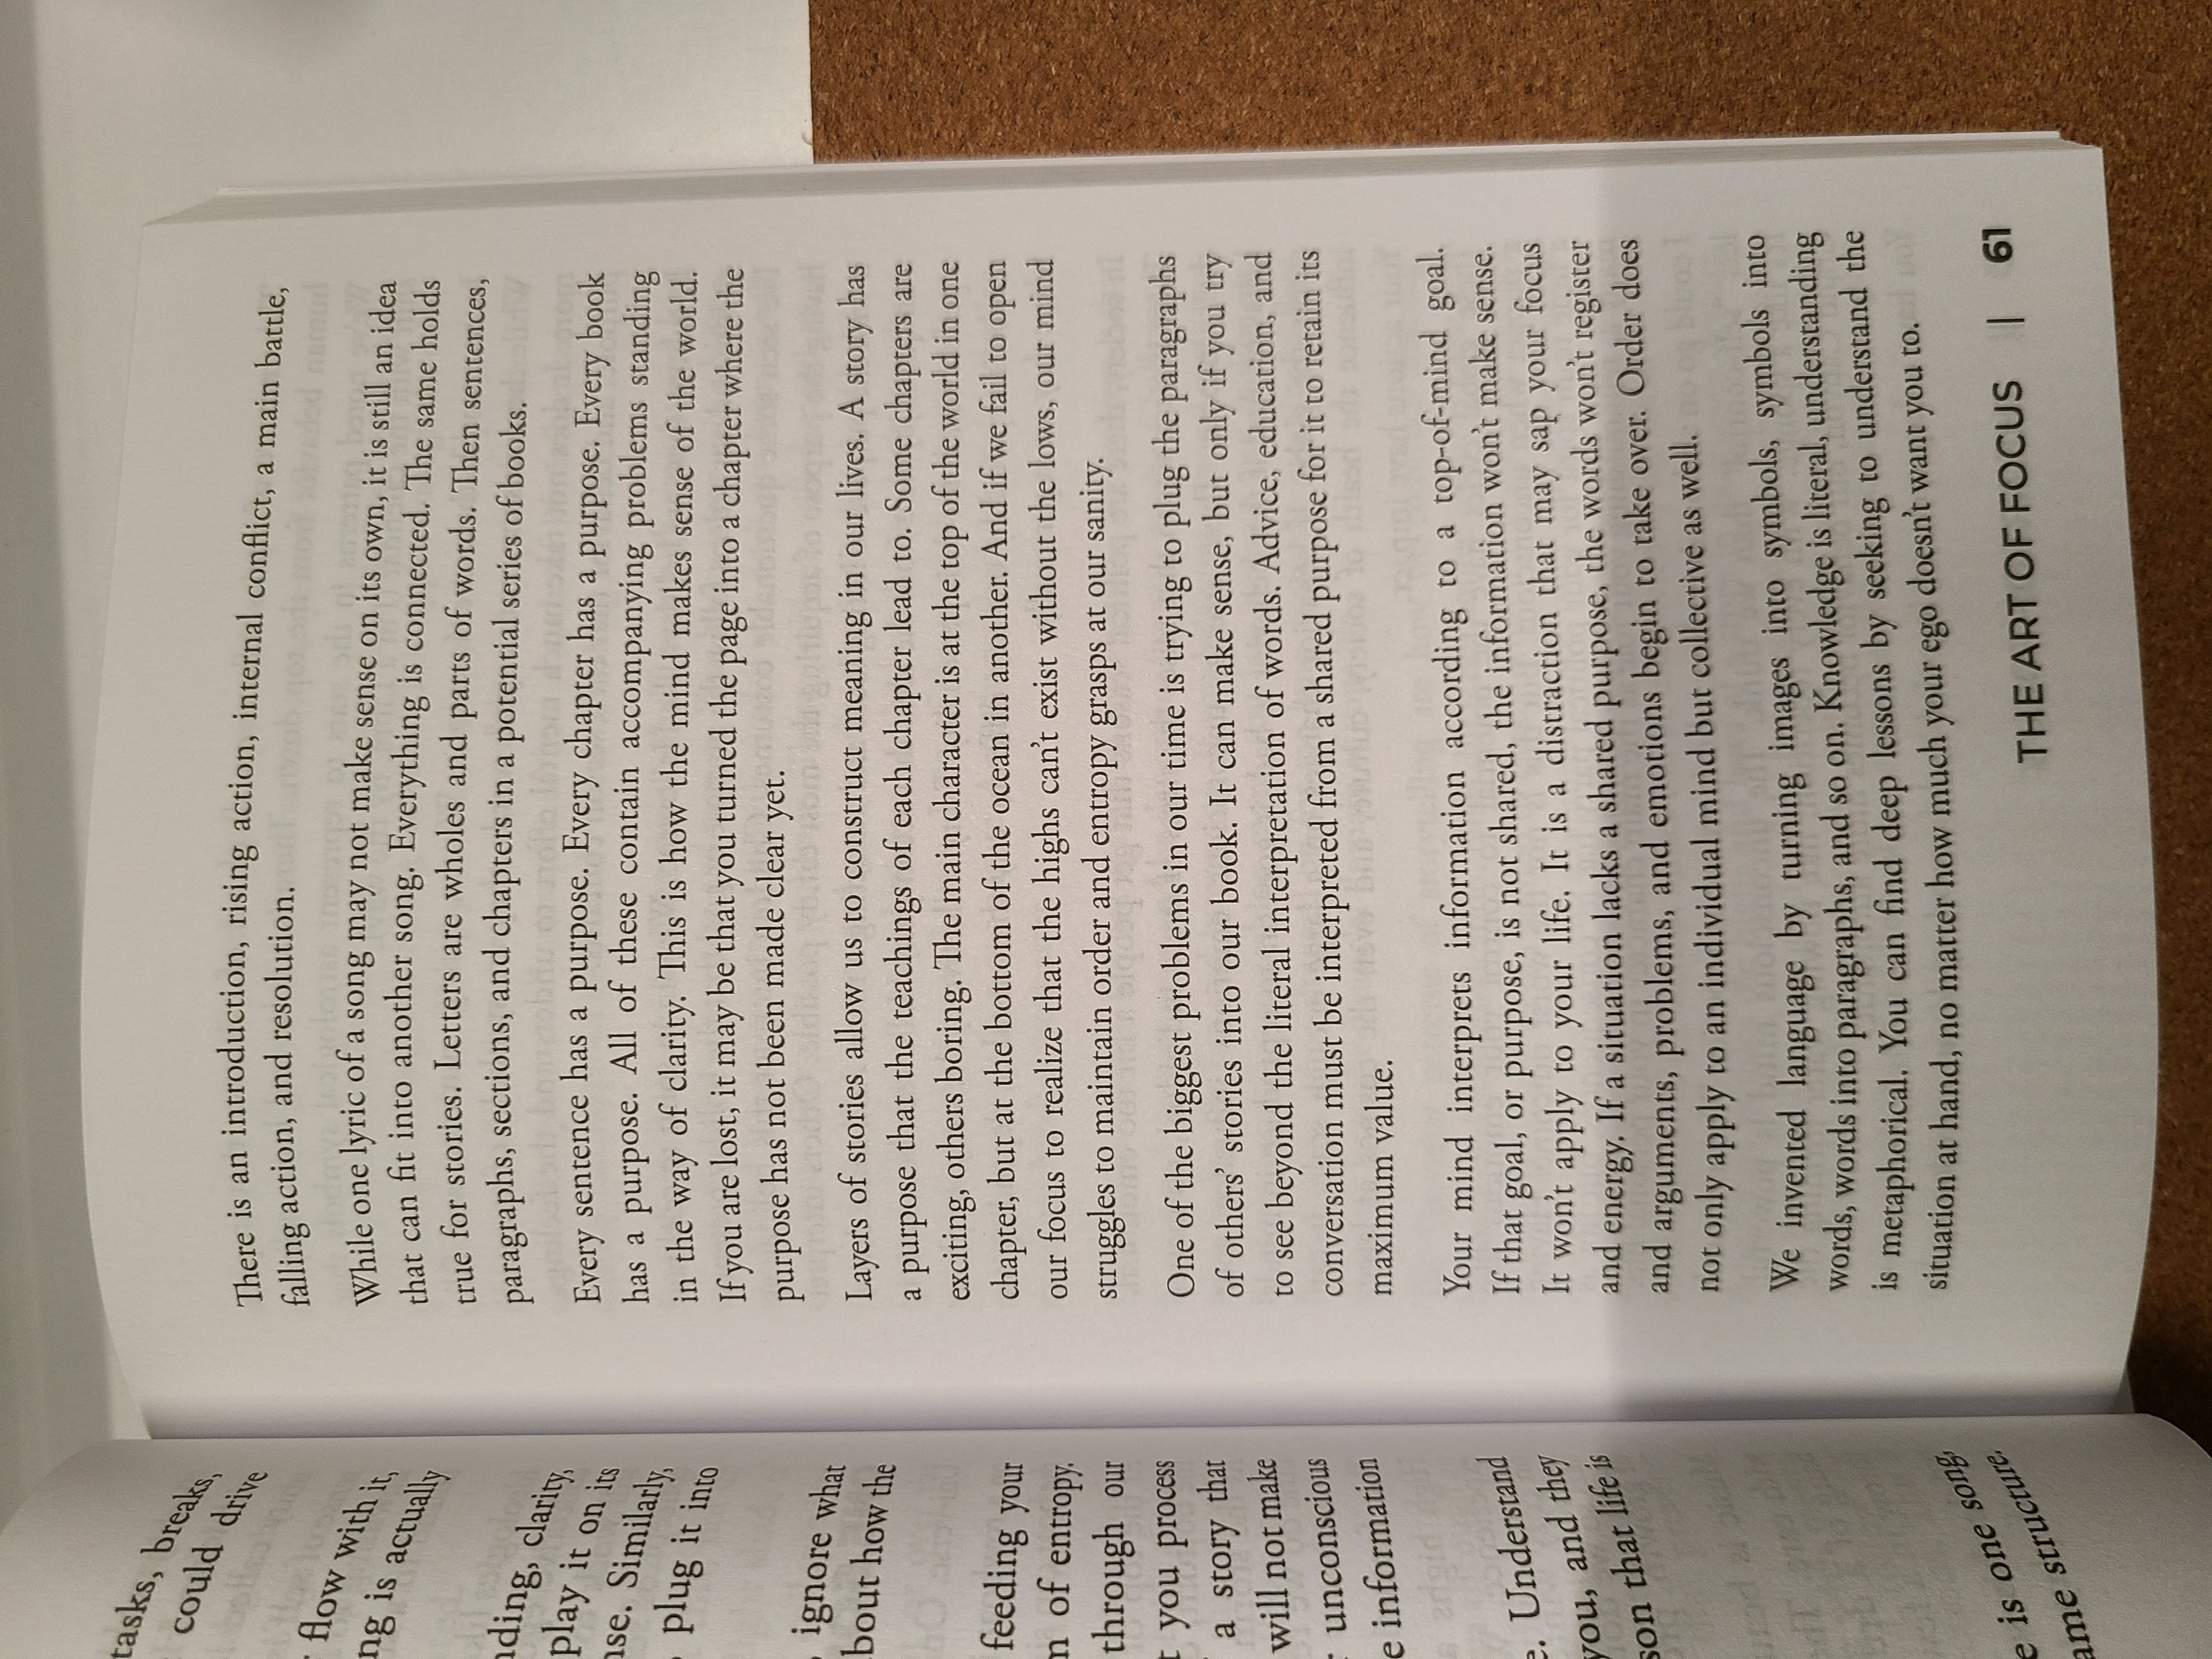 tasks, breaks,
could drive
flow with it,
ng is actually
nding, clarity,
play it on its
nse. Similarly,
plug it into
ignore what
bout how the
feeding your
of entropy.
through our
you process
a story that
will not make
unconscious
e information
e. Understand
you, and they
son that life is
e is one song,
ame structure.
There is an introduction, rising action, internal conflict, a main battle,
falling action, and resolution.
While one lyric of a song may not make sense on its own, it is still an idea
that can fit into another song. Everything is connected. The same holds
true for stories. Letters are wholes and parts of words. Then sentences,
paragraphs, sections, and chapters in a potential series of books.
Every sentence has a purpose. Every chapter has a purpose. Every book
has a purpose. All of these contain accompanying problems standing
in the way of clarity. This is how the mind makes sense of the world.
If you are lost, it may be that you turned the page into a chapter where the
purpose has not been made clear yet.
Layers of stories allow us to construct meaning in our lives. A story has
a purpose that the teachings of each chapter lead to. Some chapters are
exciting, others boring. The main character is at the top of the world in one
chapter, but at the bottom of the ocean in another. And if we fail to open
our focus to realize that the highs can't exist without the lows, our mind
struggles to maintain order and entropy grasps at our sanity.
One of the biggest problems in our time is trying to plug the paragraphs
of others' stories into our book. It can make sense, but only if you try
to see beyond the literal interpretation of words. Advice, education, and
conversation must be interpreted from a shared purpose for it to retain its
maximum value.
Your mind interprets information according to a top-of-mind goal.
If that goal, or purpose, is not shared, the information won't make sense.
It won't apply to your life. It is a distraction that may sap your focus
and energy. If a situation lacks a shared purpose, the words won't register
and arguments, problems, and emotions begin to take over. Order does
not only apply to an individual mind but collective as well.
We invented language by turning images into symbols, symbols into
words, words into paragraphs, and so on. Knowledge is literal, understanding
is metaphorical. You can find deep lessons by seeking to understand the
situation at hand, no matter how much your ego doesn't want you to.
THE ART OF FOCUS | 61